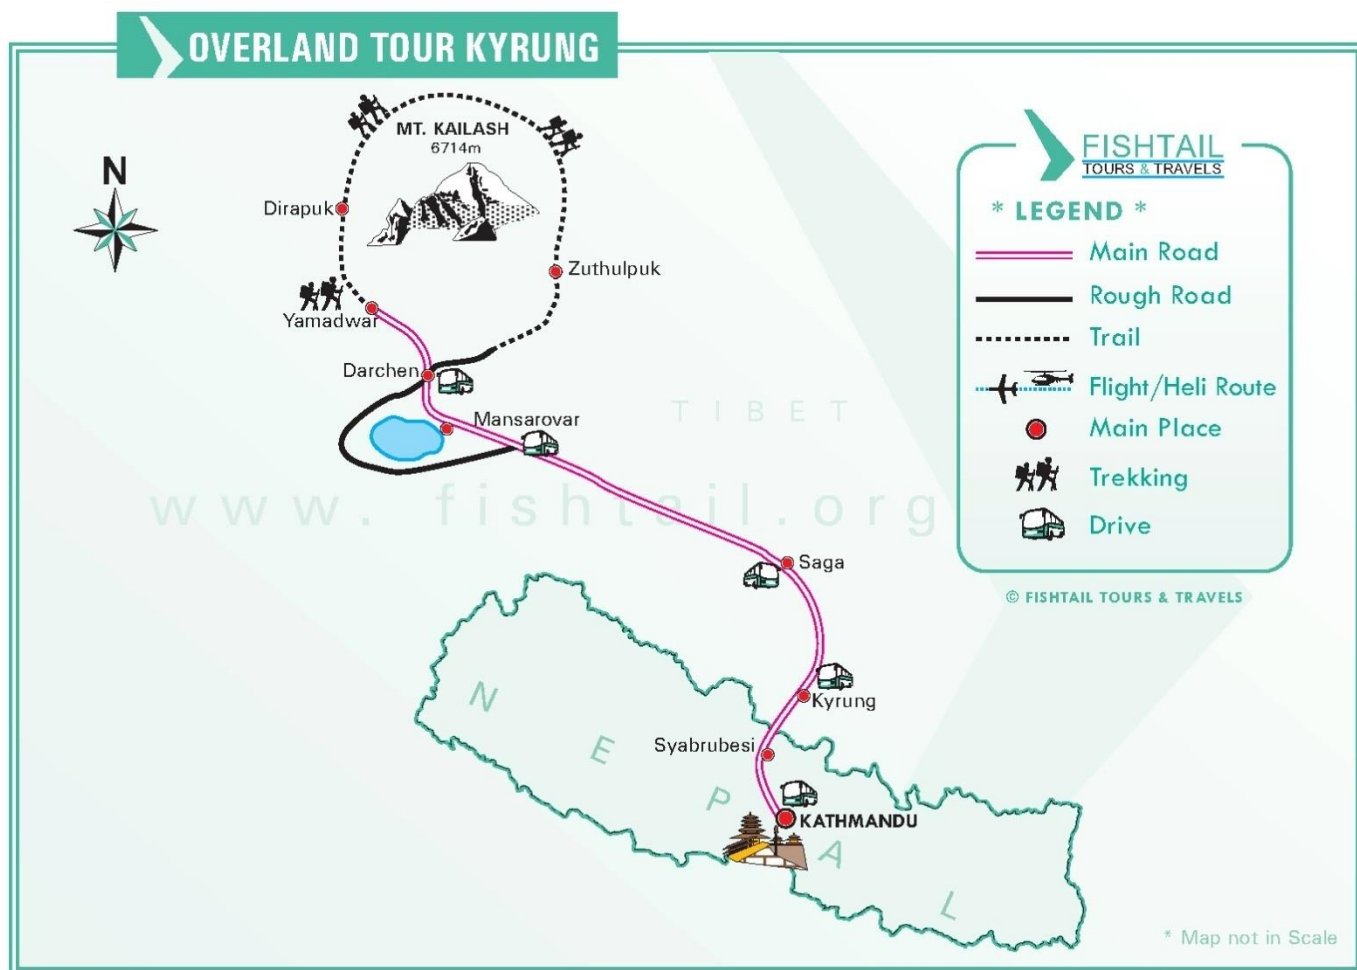 OVERLAND TOUR KYRUNG
N
MT. KAILASH
6714m
Dirapuk
Zuthulpuk
Yamadwar
Darchen
Mansarovar
TIBET
www. fishtail.org
Saga
Kyrung
Syabrubesi
KATHMANDU
NEPAL
FISHTAIL
TOURS & TRAVELS
* LEGEND *
Main Road
Rough Road
Trail
Flight/Heli Route
Main Place
Trekking
Drive
© FISHTAIL TOURS & TRAVELS
* Map not in Scale